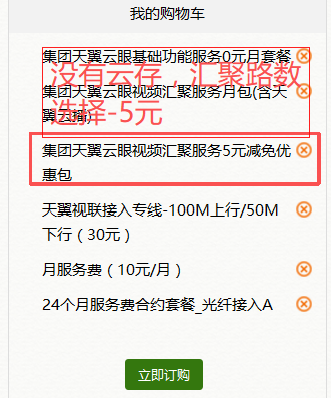 我的购物车
集团天翼云眼基础功能服务0元月套餐
没有云存，汇聚路数
集团天翼云眼视频汇聚服务月包(含天
翼云播)
选择-5元
集团天翼云眼视频汇聚服务5元减免优
惠包
天翼视联接入专线-100M上行/50M
下行（30元）
月服务费（10元/月）
24个月服务费合约套餐_光纤接入A
立即订购